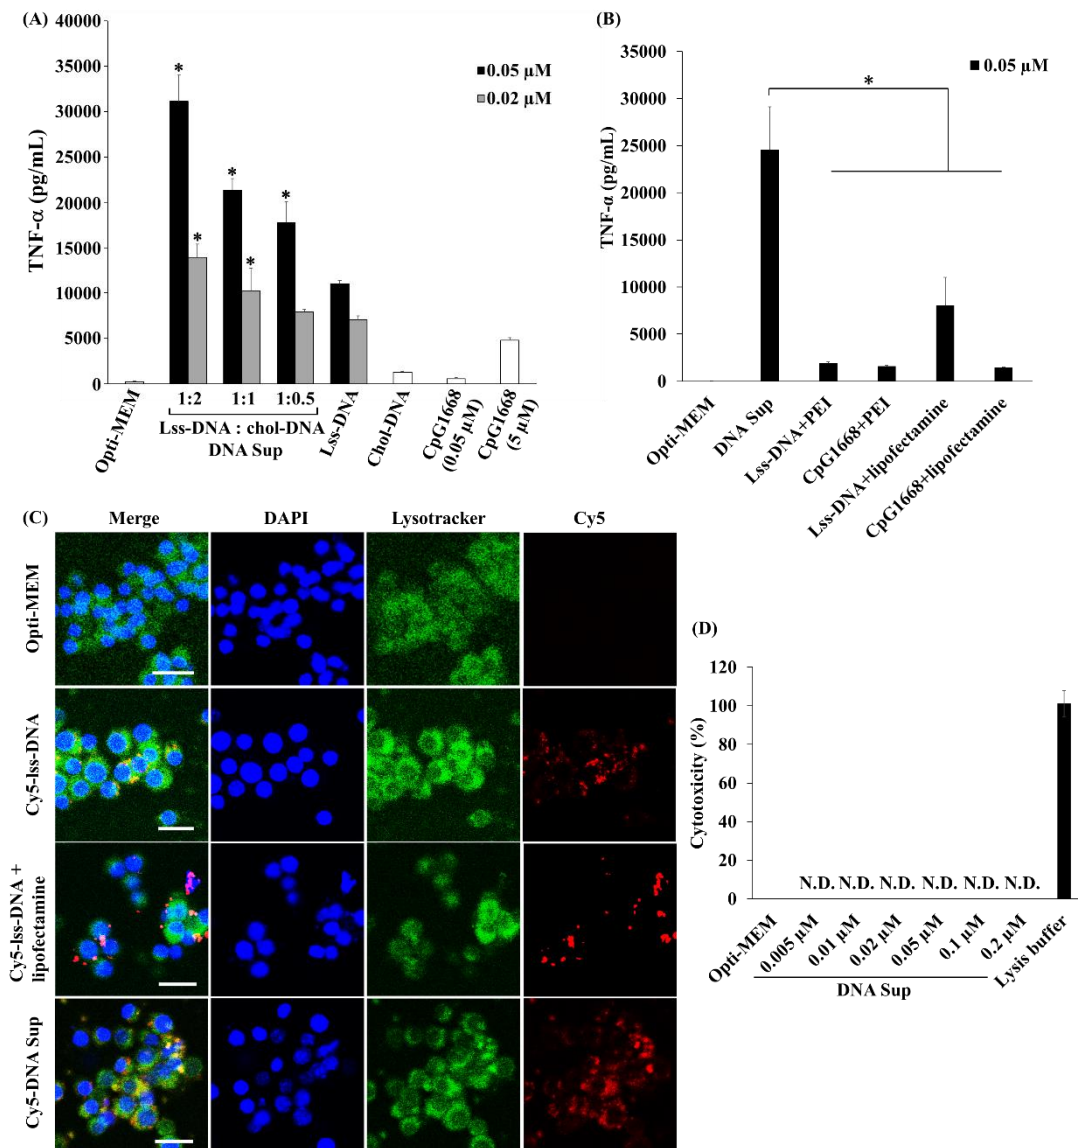 (A)
TNF-α (pg/mL)
40000
35000
30000
25000
20000
15000
10000
5000
0
0.05 µM
0.02 µM
*
*
*
*
*
Opti-MEM
1:2 1:1 1:0.5
Lss-DNA : chol-DNA
DNA Sup
Lss-DNA
Chol-DNA
CpG1668
(0.05 µM)
CpG1668
(5 µM)
(B)
TNF-α (pg/mL)
35000
30000
25000
20000
15000
10000
5000
0
0.05 µM
*
Opti-MEM
DNA Sup
Lss-DNA+PEI
CpG1668+PEI
Lss-DNA+lipofectamine
CpG1668+lipofectamine
(C)
Merge DAPI Lysotracker Cy5
Opti-MEM
Cy5-lss-DNA
Cy5-lss-DNA +
lipofectamine
Cy5-DNA Sup
(D)
Cytotoxicity (%)
120
100
80
60
40
20
0
N.D. N.D. N.D. N.D. N.D. N.D.
Opti-MEM
0.005 µM
0.01 µM
0.02 µM
0.05 µM
0.1 µM
0.2 µM
Lysis buffer
DNA Sup